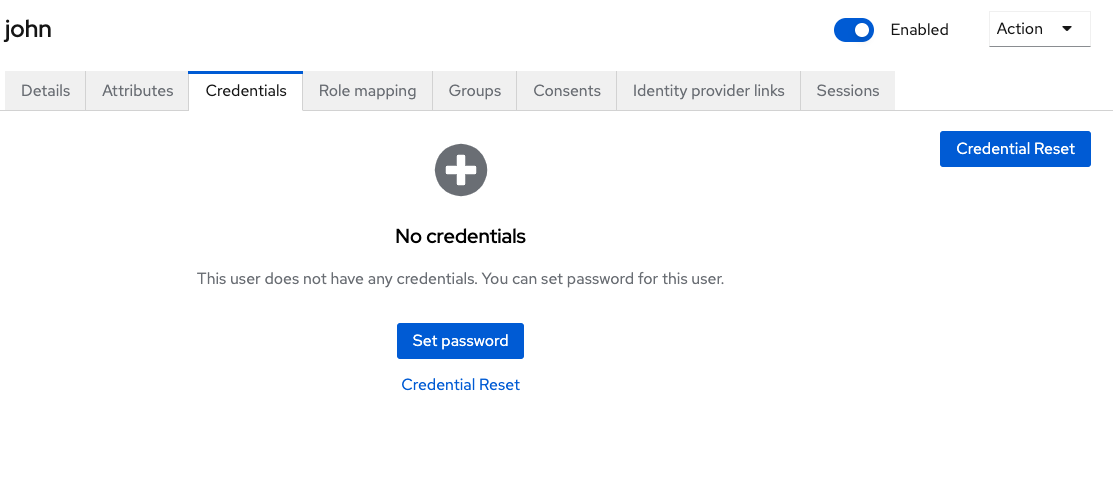 john
Enabled
Action
Details Attributes Credentials Role mapping Groups Consents Identity provider links Sessions
Credential Reset
No credentials
This user does not have any credentials. You can set password for this user.
Set password
Credential Reset